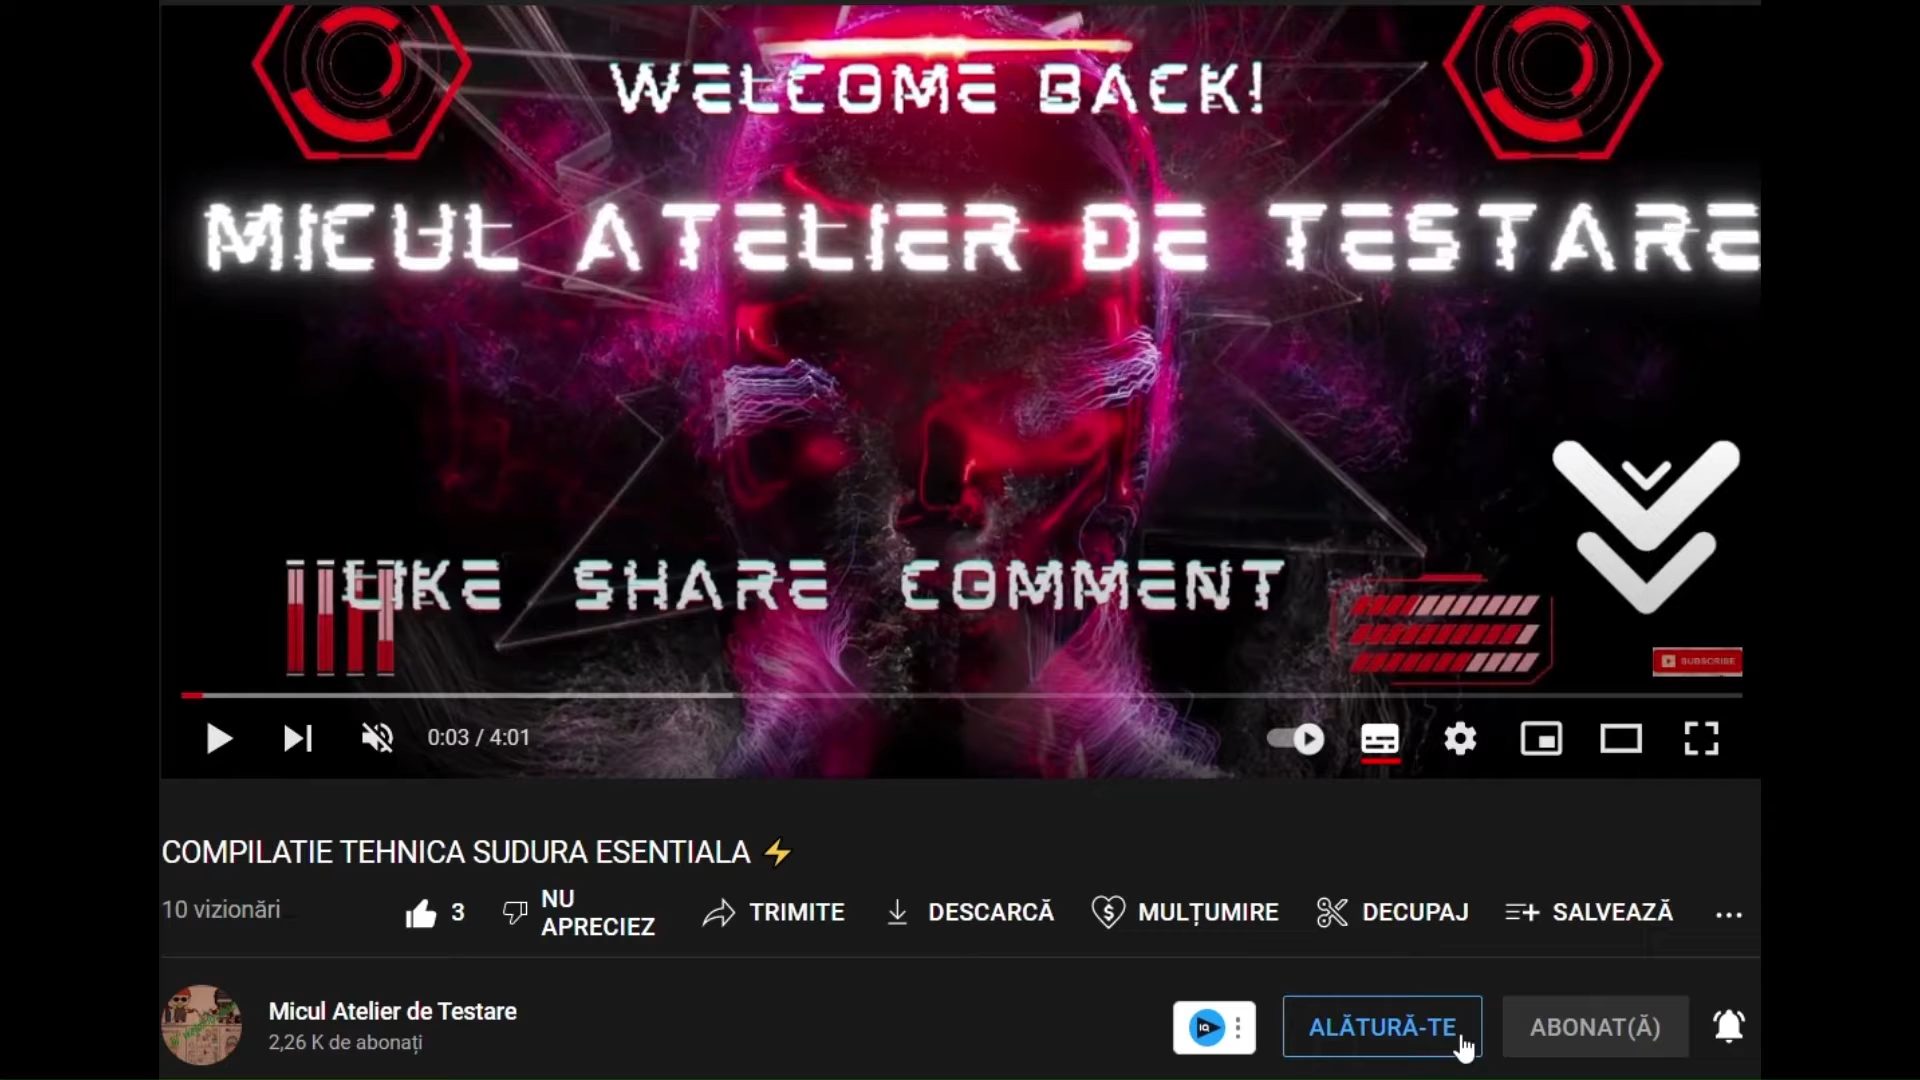 WELCOME BACK!
MICUL ATELIER DE TESTARE
LIKE SHARE COMMENT
SUBSCRIBE
0:03 / 4:01
COMPILATIE TEHNICA SUDURA ESENTIALA ⚡
10 vizionări
3
NU APRECIEZ
TRIMITE
DESCARCĂ
MULȚUMIRE
DECUPAJ
SALVEAZĂ
Micul Atelier de Testare
2,26 K de abonați
IQ
ALĂTURĂ-TE
ABONAT(Ă)